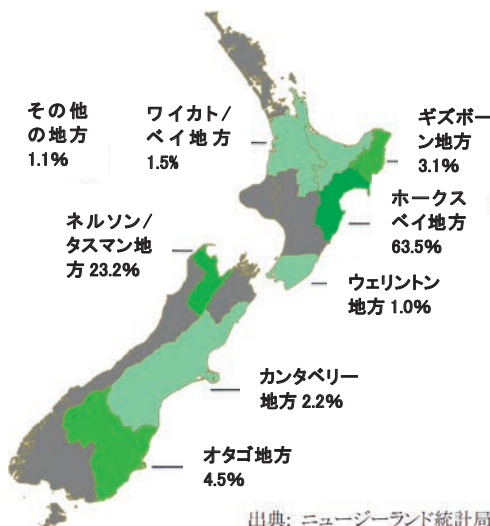 その他
の地方
1.1%
ワイカト/
ベイ地方
1.5%
ギズボー
ン地方
3.1%
ホークス
ベイ地方
63.5%
ネルソン/
タスマン地
方 23.2%
ウェリントン
地方 1.0%
カンタベリー
地方 2.2%
オタゴ地方
4.5%
出典: ニュージーランド統計局